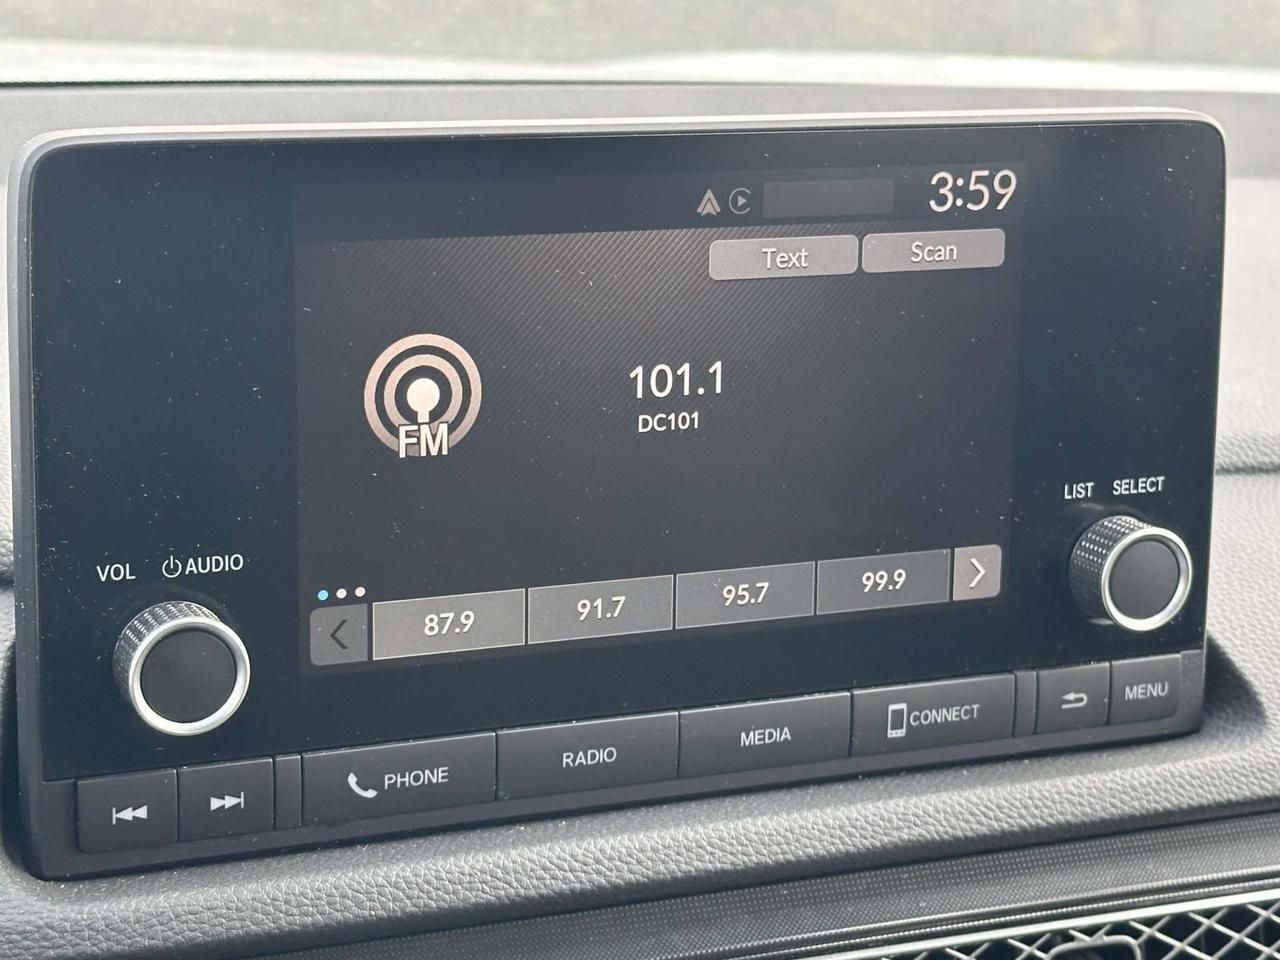 3:59
Text Scan
101.1
DC101
FM
LIST SELECT
VOL AUDIO
87.9 91.7 95.7 99.9
PHONE RADIO MEDIA CONNECT MENU